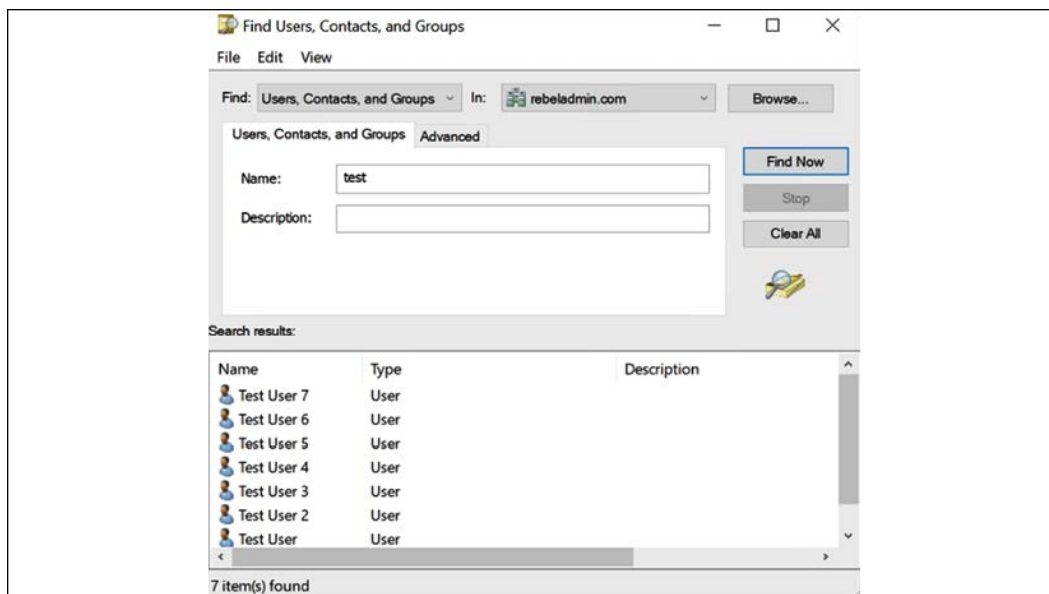 Find Users, Contacts, and Groups
File Edit View
Find: Users, Contacts, and Groups In: rebeladmin.com Browse...
Users, Contacts, and Groups Advanced
Find Now
Name: test
Stop
Description:
Clear All
Search results:
Name Type Description
Test User 7 User
Test User 6 User
Test User 5 User
Test User 4 User
Test User 3 User
Test User 2 User
Test User User
7 item(s) found